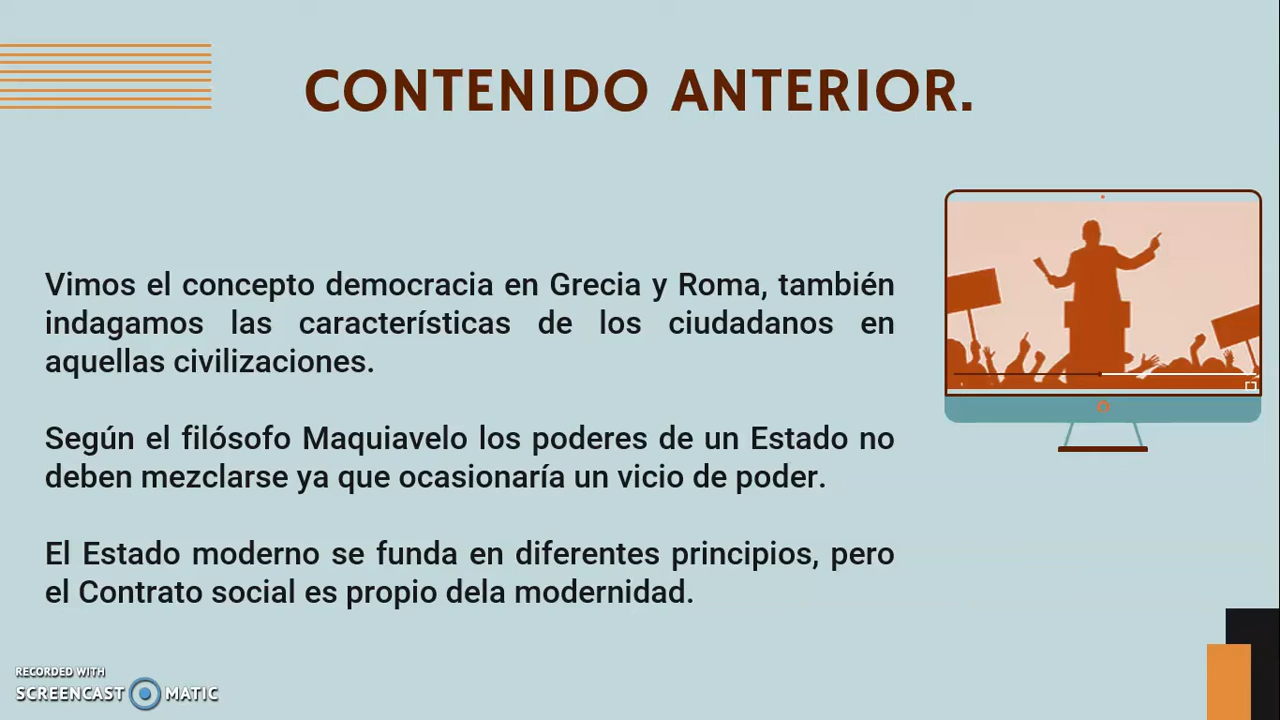 CONTENIDO ANTERIOR.
Vimos el concepto democracia en Grecia y Roma, también
indagamos las características de los ciudadanos en
aquellas civilizaciones.
Según el filósofo Maquiavelo los poderes de un Estado no
deben mezclarse ya que ocasionaría un vicio de poder.
El Estado moderno se funda en diferentes principios, pero
el Contrato social es propio dela modernidad.
RECORDED WITH
SCREENCAST MATIC